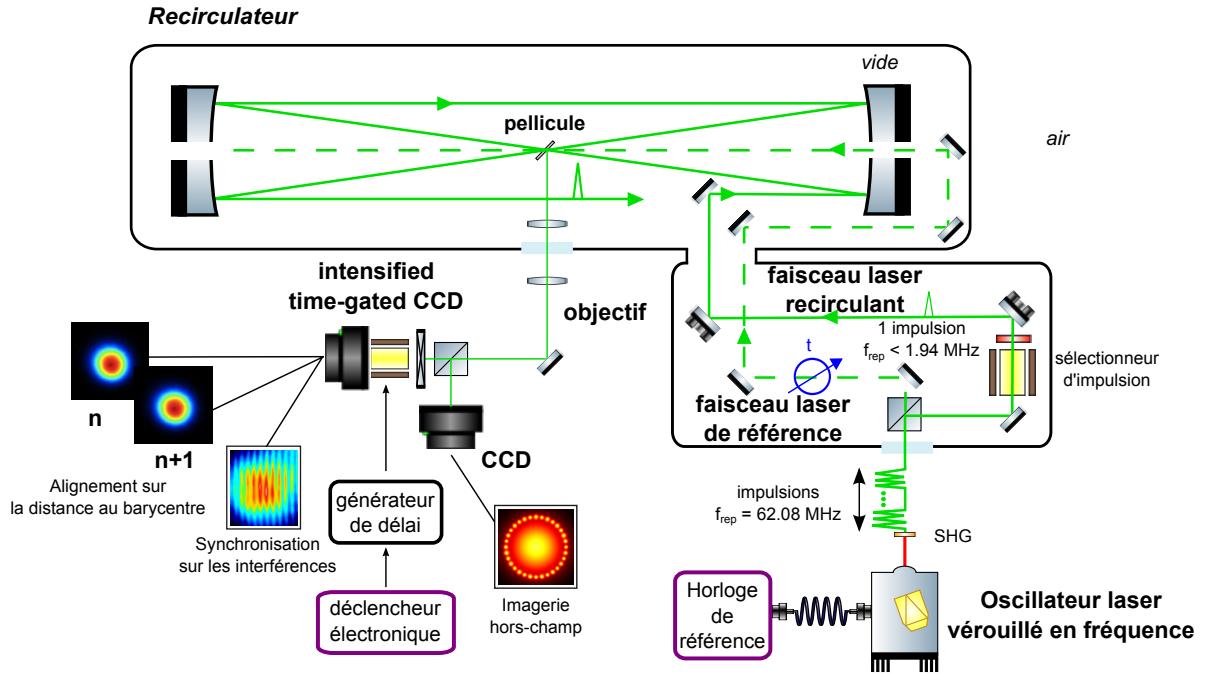 Recirculateur
vide
air
pellicule
intensified
time-gated CCD
objectif
faisceau laser
recirculant
1 impulsion
f_rep < 1.94 MHz
sélectionneur
d'impulsion
t
faisceau laser
de référence
n
n+1
CCD
Alignement sur
la distance au barycentre
Synchronisation
sur les interférences
générateur
de délai
déclencheur
électronique
Imagerie
hors-champ
impulsions
f_rep = 62.08 MHz
SHG
Horloge
de
référence
Oscillateur laser
vérouillé en fréquence